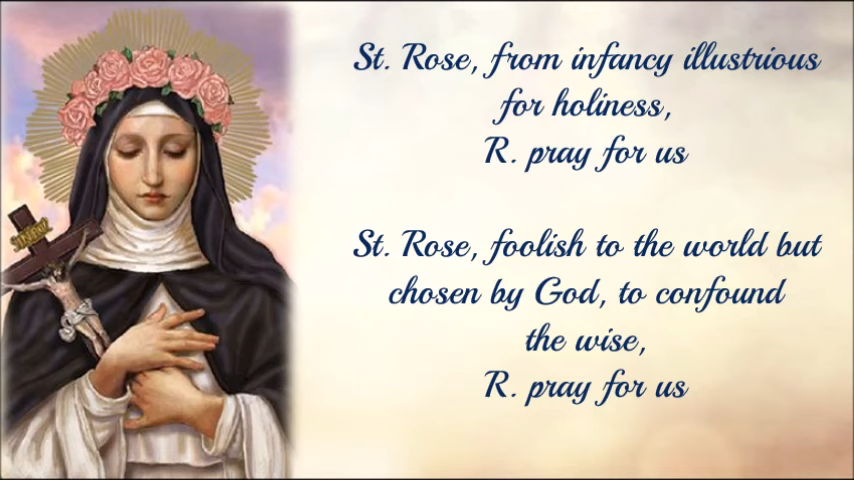 St. Rose, from infancy illustrious
for holiness,
R. pray for us
St. Rose, foolish to the world but
chosen by God, to confound
the wise,
R. pray for us